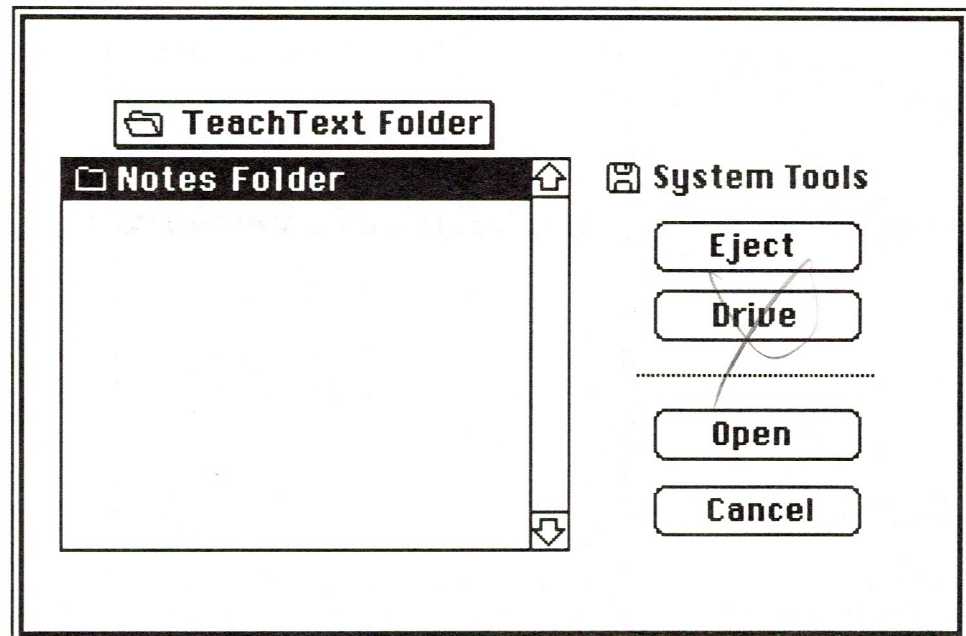 TeachText Folder
Notes Folder
System Tools
Eject
Drive
Open
Cancel